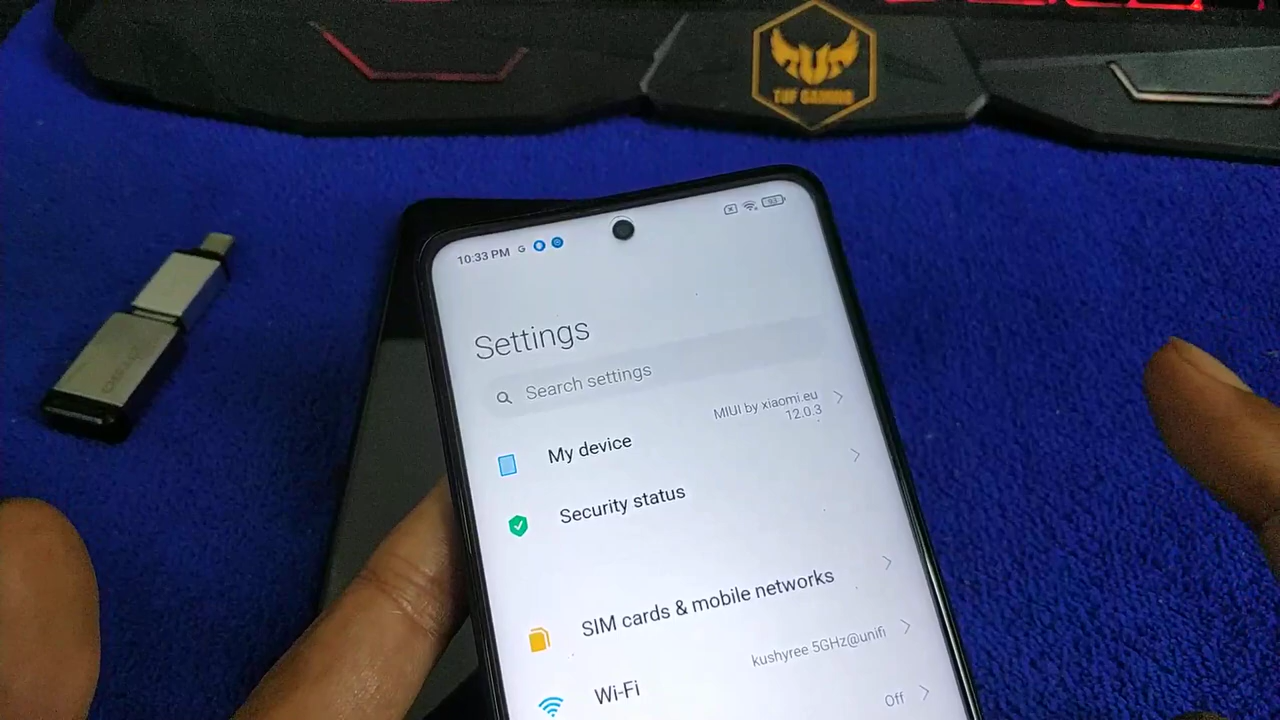 TUF GAMING
10:33 PM G
93
Settings
Search settings
My device
MIUI by xiaomi.eu
12.0.3
Security status
SIM cards & mobile networks
Wi-Fi
kushyree 5GHz@unifi
Off